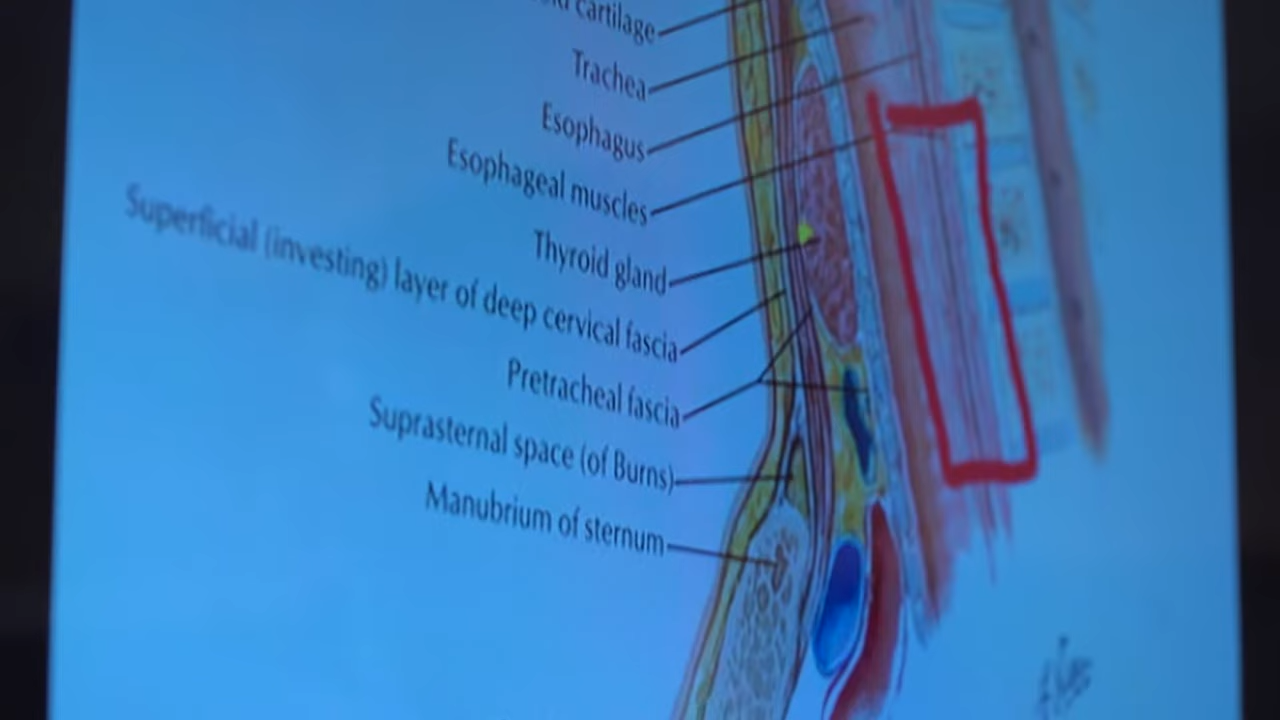 cartilage
Trachea
Esophagus
Esophageal muscles
Thyroid gland
Superficial (investing) layer of deep cervical fascia
Pretracheal fascia
Suprasternal space (of Burns)
Manubrium of sternum